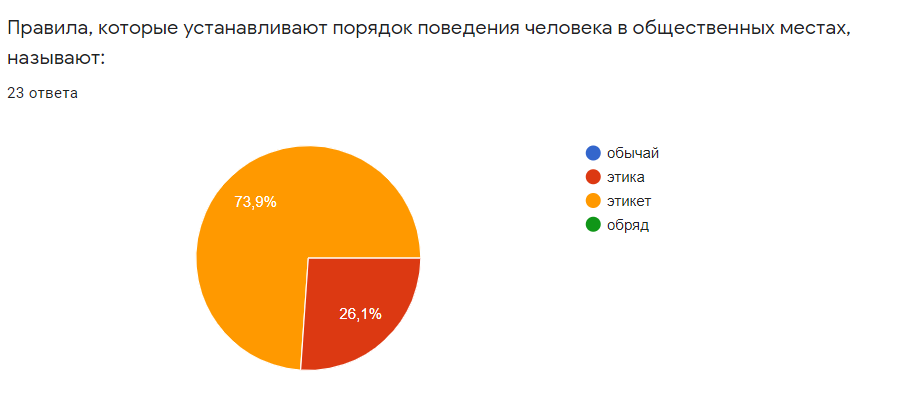 Правила, которые устанавливают порядок поведения человека в общественных местах,
называют:
23 ответа
73,9%
26,1%
обычай
этика
этикет
обряд